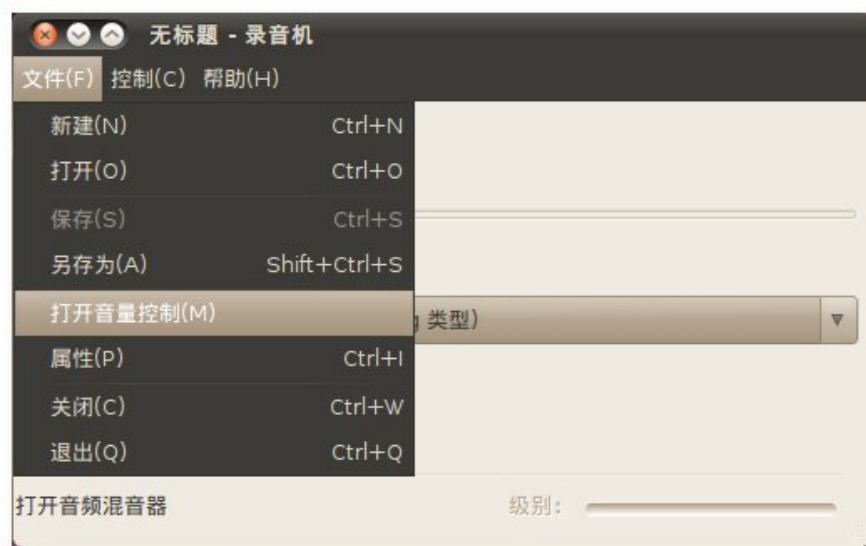 无标题 - 录音机
文件(F) 控制(C) 帮助(H)
新建(N) Ctrl+N
打开(O) Ctrl+O
保存(S) Ctrl+S
另存为(A) Shift+Ctrl+S
打开音量控制(M)
类型)
属性(P) Ctrl+I
关闭(C) Ctrl+W
退出(Q) Ctrl+Q
打开音频混音器 级别: